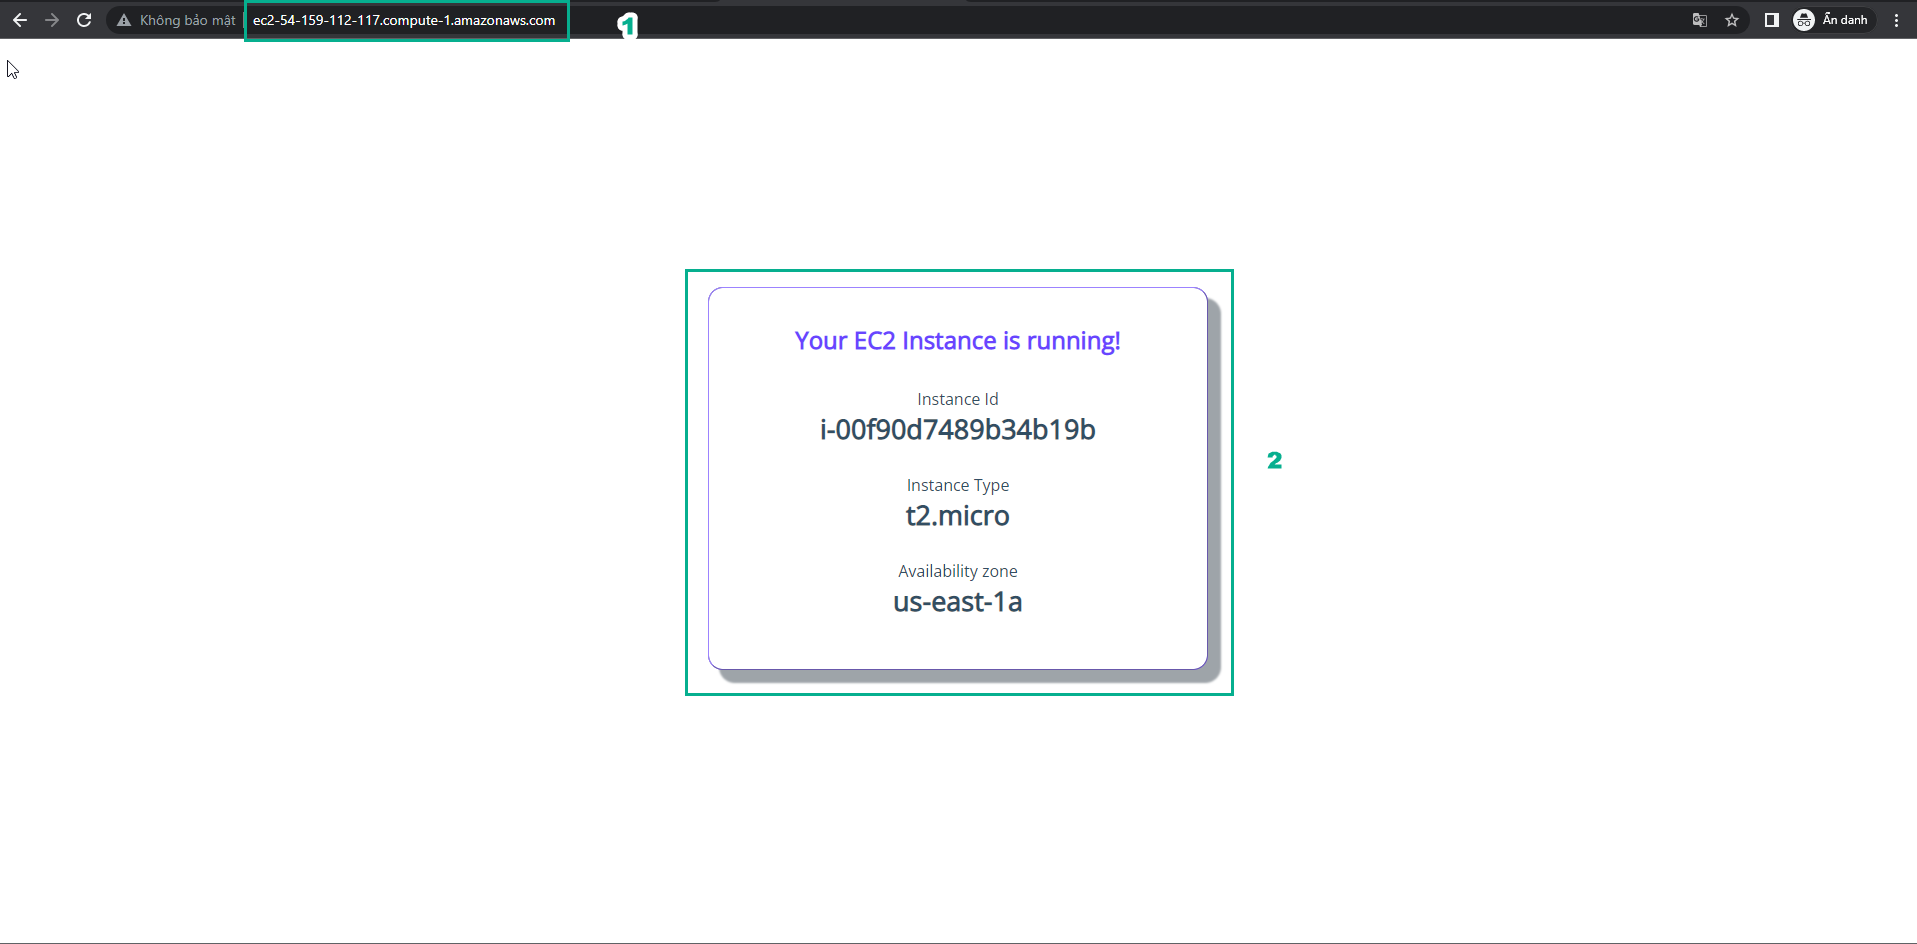 Không bảo mật ec2-54-159-112-117.compute-1.amazonaws.com 1 Ẩn danh
Your EC2 Instance is running!
Instance Id
i-00f90d7489b34b19b
2
Instance Type
t2.micro
Availability zone
us-east-1a